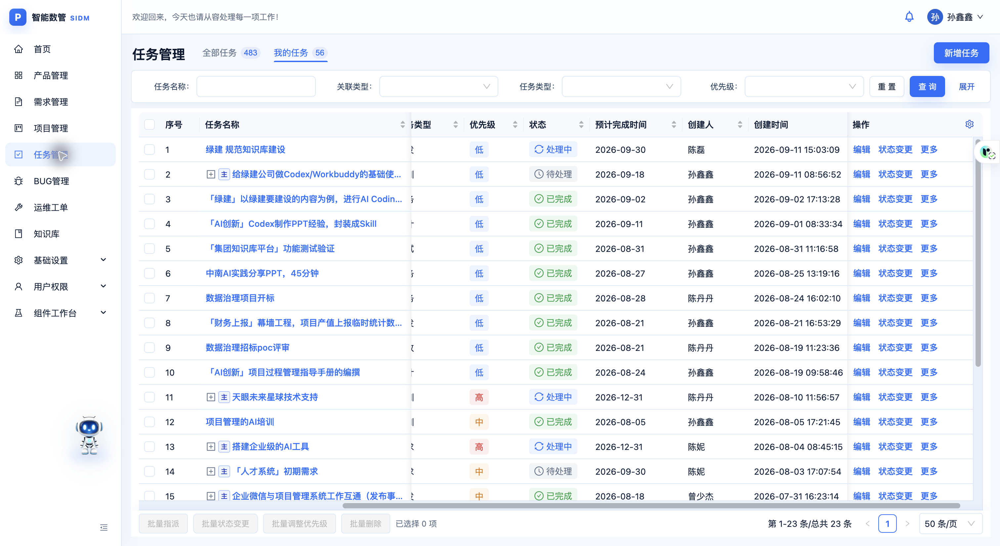 P 智能数管 SIDM
欢迎回来，今天也请从容处理每一项工作！
孙 孙鑫鑫
首页
产品管理
需求管理
项目管理
任务管理
BUG管理
运维工单
知识库
基础设置
用户权限
组件工作台
任务管理 全部任务 483 我的任务 56 新增任务
任务名称： 关联类型： 任务类型： 优先级： 重 置 查 询 展开
序号 任务名称 类型 优先级 状态 预计完成时间 创建人 创建时间 操作
1 绿建 规范知识库建设 低 处理中 2026-09-30 陈磊 2026-09-11 15:03:09 编辑 状态变更 更多
2 主 给绿建公司做Codex/Workbuddy的基础使... 低 待处理 2026-09-18 孙鑫鑫 2026-09-11 08:56:52 编辑 状态变更 更多
3 「绿建」以绿建要建设的内容为例，进行AI Codin... 低 已完成 2026-09-02 孙鑫鑫 2026-09-02 17:13:28 编辑 状态变更 更多
4 「AI创新」Codex制作PPT经验，封装成Skill 低 已完成 2026-09-11 孙鑫鑫 2026-09-01 08:33:34 编辑 状态变更 更多
5 「集团知识库平台」功能测试验证 低 已完成 2026-08-31 孙鑫鑫 2026-08-31 11:16:58 编辑 状态变更 更多
6 中南AI实践分享PPT，45分钟 低 已完成 2026-08-27 孙鑫鑫 2026-08-25 13:19:16 编辑 状态变更 更多
7 数据治理项目开标 低 已完成 2026-08-28 陈丹丹 2026-08-24 16:02:10 编辑 状态变更 更多
8 「财务上报」幕墙工程，项目产值上报临时统计数... 低 已完成 2026-08-21 孙鑫鑫 2026-08-21 16:53:29 编辑 状态变更 更多
9 数据治理招标poc评审 低 已完成 2026-08-21 陈丹丹 2026-08-19 11:23:36 编辑 状态变更 更多
10 「AI创新」项目过程管理指导手册的编撰 低 已完成 2026-08-24 孙鑫鑫 2026-08-19 09:58:46 编辑 状态变更 更多
11 主 天眼未来星球技术支持 高 处理中 2026-12-31 陈丹丹 2026-08-10 11:56:57 编辑 状态变更 更多
12 项目管理的AI培训 中 已完成 2026-08-05 孙鑫鑫 2026-08-05 17:21:45 编辑 状态变更 更多
13 主 搭建企业级的AI工具 高 处理中 2026-12-31 陈妮 2026-08-04 08:45:15 编辑 状态变更 更多
14 主 「人才系统」初期需求 中 待处理 2026-09-30 陈妮 2026-08-03 17:07:54 编辑 状态变更 更多
15 主 企业微信与项目管理系统工作互通（发布事... 中 已完成 2026-08-18 曾少杰 2026-07-31 16:23:14 编辑 状态变更 更多
批量指派 批量状态变更 批量调整优先级 批量删除 已选择 0 项 第 1-23 条/总共 23 条 1 50 条/页